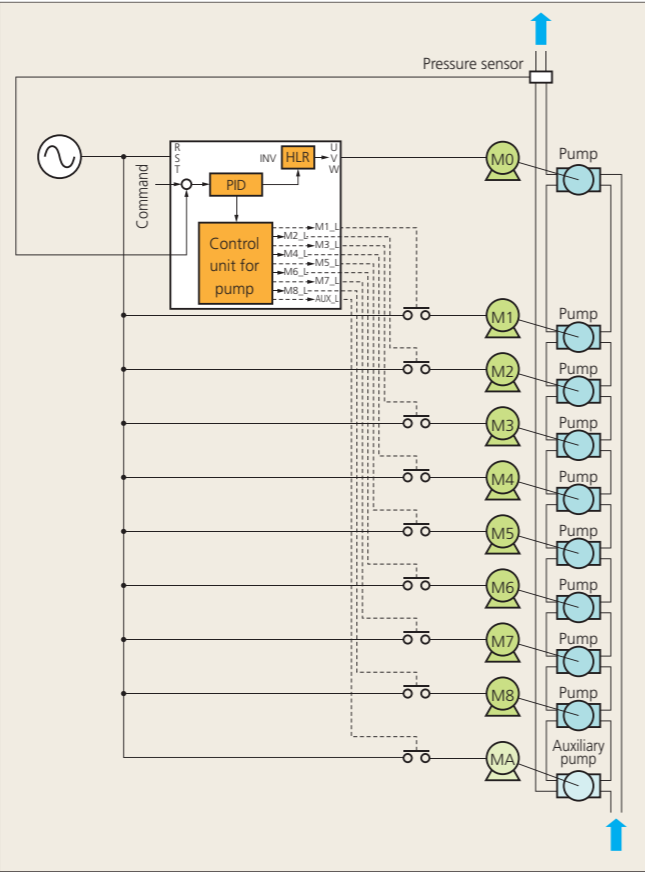 Pressure sensor
R
S
T
INV
HLR
U
V
W
M0
Pump
Command
PID
Control
unit for
pump
M1_L
M2_L
M3_L
M4_L
M5_L
M6_L
M7_L
M8_L
AUX_L
M1
Pump
M2
Pump
M3
Pump
M4
Pump
M5
Pump
M6
Pump
M7
Pump
M8
Pump
Auxiliary
pump
MA